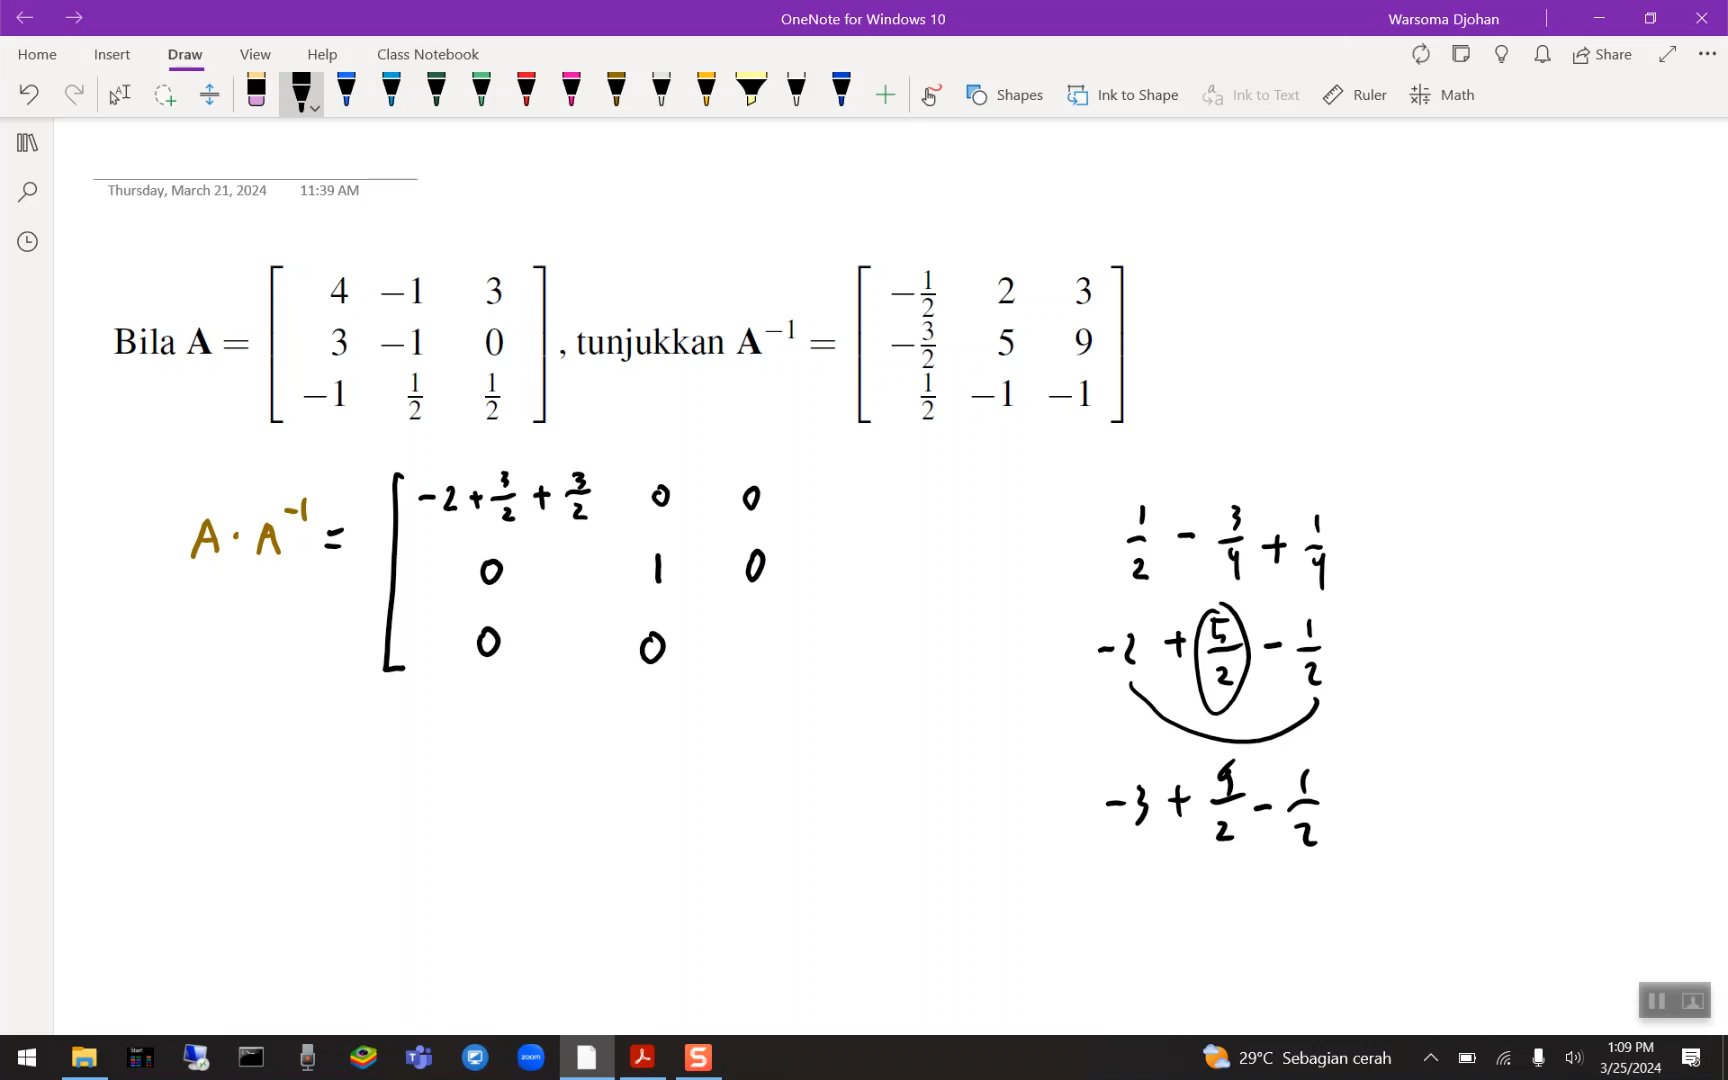 OneNote for Windows 10
Warsoma Djohan
Home Insert Draw View Help Class Notebook
Share
Shapes Ink to Shape Ink to Text Ruler Math
Thursday, March 21, 2024 11:39 AM
Bila A = [ 4 −1 3 ; 3 −1 0 ; −1 1/2 1/2 ], tunjukkan A^−1 = [ −1/2 2 3 ; −3/2 5 9 ; 1/2 −1 −1 ]
A · A^-1 = [ -2 + 3/2 + 3/2 0 0
0 1 0
0 0
1/2 - 3/4 + 1/4
-2 + 5/2 - 1/2
-3 + 9/2 - 1/2
Start
zoom
S
29°C Sebagian cerah
1:09 PM
3/25/2024